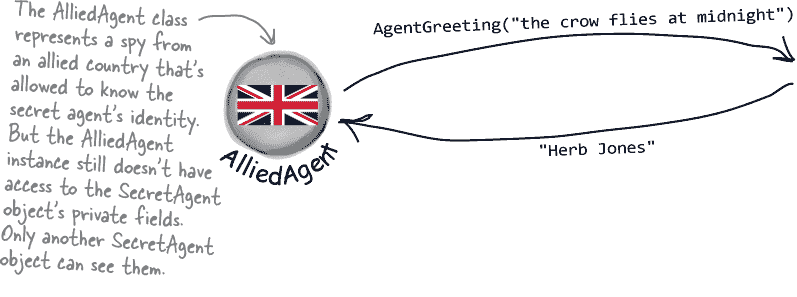 The AlliedAgent class
represents a spy from
an allied country that's
allowed to know the
secret agent's identity.
But the AlliedAgent
instance still doesn't have
access to the SecretAgent
object's private fields.
Only another SecretAgent
object can see them.
AlliedAgent
AgentGreeting("the crow flies at midnight")
"Herb Jones"